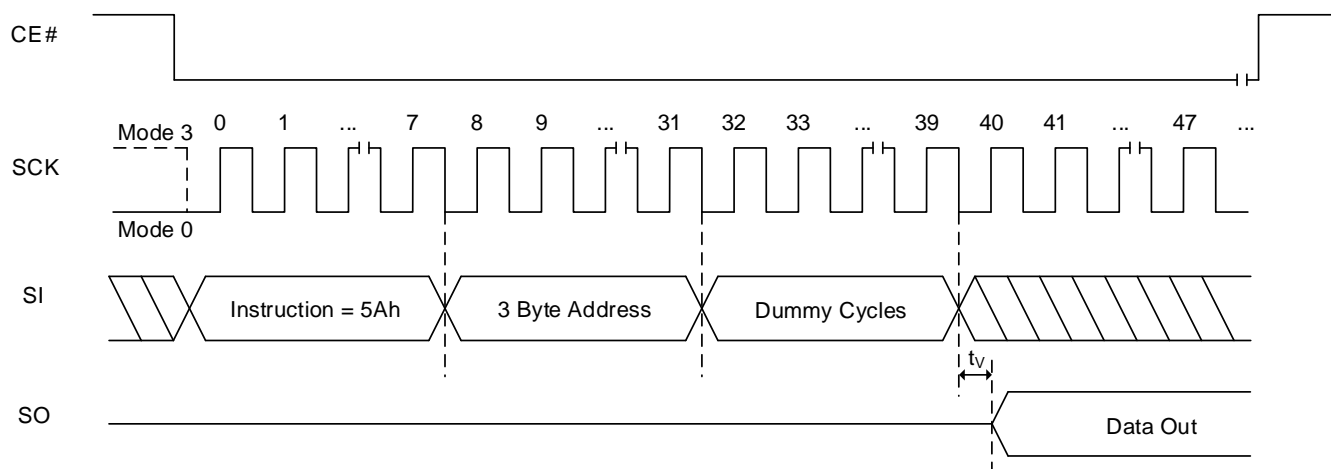 CE#
0 1 ... 7 8 9 ... 31 32 33 ... 39 40 41 ... 47 ...
Mode 3
SCK
Mode 0
SI
Instruction = 5Ah
3 Byte Address
Dummy Cycles
tV
SO
Data Out